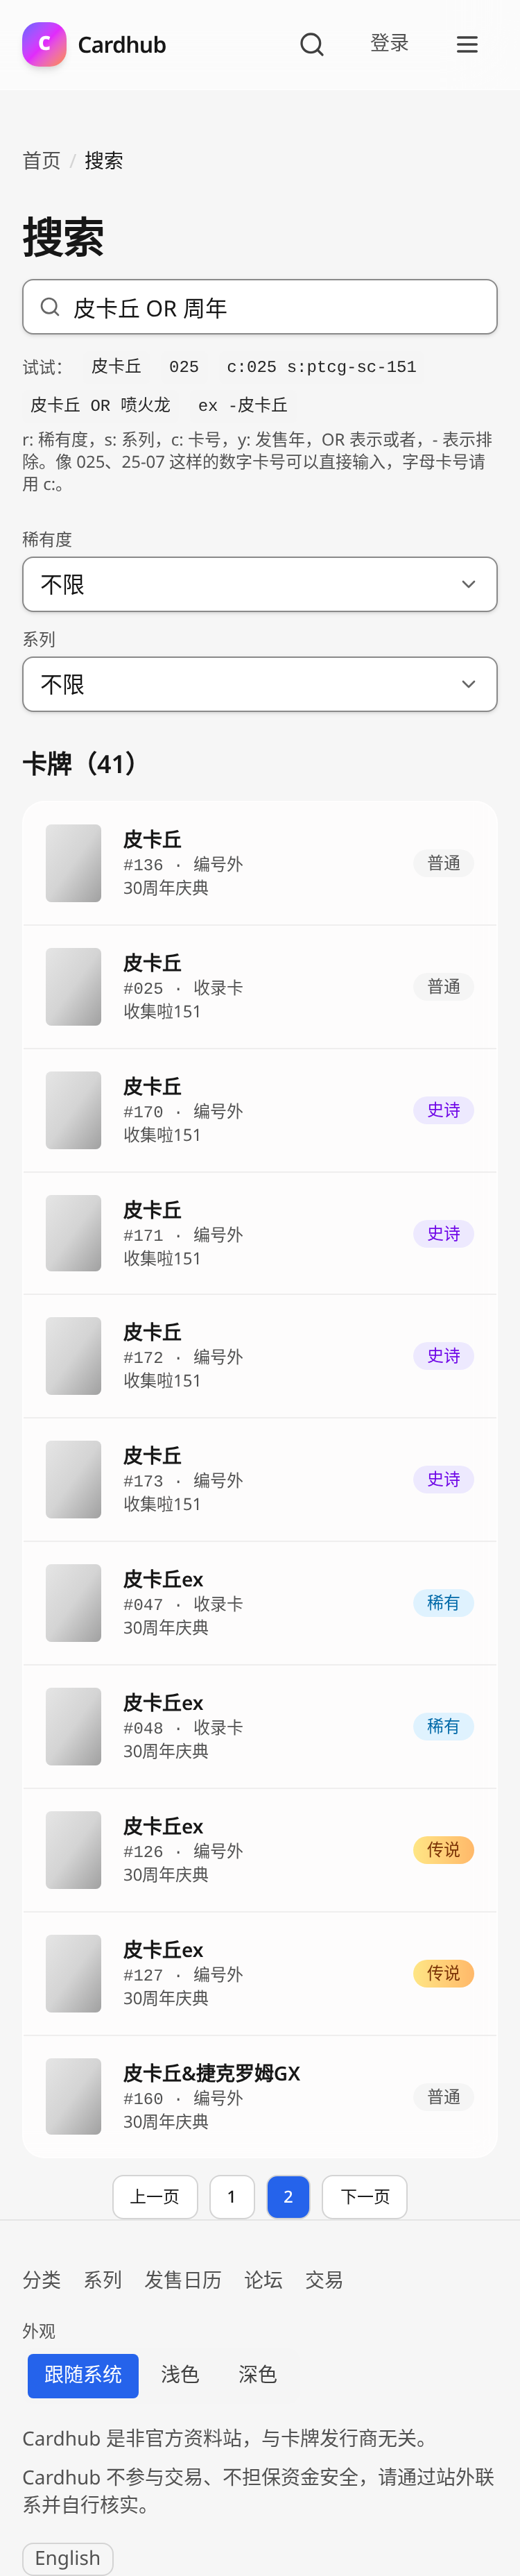 C Cardhub 登录
首页 / 搜索
搜索
皮卡丘 OR 周年
试试： 皮卡丘 025 c:025 s:ptcg-sc-151
皮卡丘 OR 喷火龙 ex -皮卡丘
r: 稀有度，s: 系列，c: 卡号，y: 发售年，OR 表示或者，- 表示排
除。像 025、25-07 这样的数字卡号可以直接输入，字母卡号请
用 c:。
稀有度
不限
系列
不限
卡牌（41）
皮卡丘
#136 · 编号外
30周年庆典
普通
皮卡丘
#025 · 收录卡
收集啦151
普通
皮卡丘
#170 · 编号外
收集啦151
史诗
皮卡丘
#171 · 编号外
收集啦151
史诗
皮卡丘
#172 · 编号外
收集啦151
史诗
皮卡丘
#173 · 编号外
收集啦151
史诗
皮卡丘ex
#047 · 收录卡
30周年庆典
稀有
皮卡丘ex
#048 · 收录卡
30周年庆典
稀有
皮卡丘ex
#126 · 编号外
30周年庆典
传说
皮卡丘ex
#127 · 编号外
30周年庆典
传说
皮卡丘&捷克罗姆GX
#160 · 编号外
30周年庆典
普通
上一页 1 2 下一页
分类 系列 发售日历 论坛 交易
外观
跟随系统 浅色 深色
Cardhub 是非官方资料站，与卡牌发行商无关。
Cardhub 不参与交易、不担保资金安全，请通过站外联
系并自行核实。
English